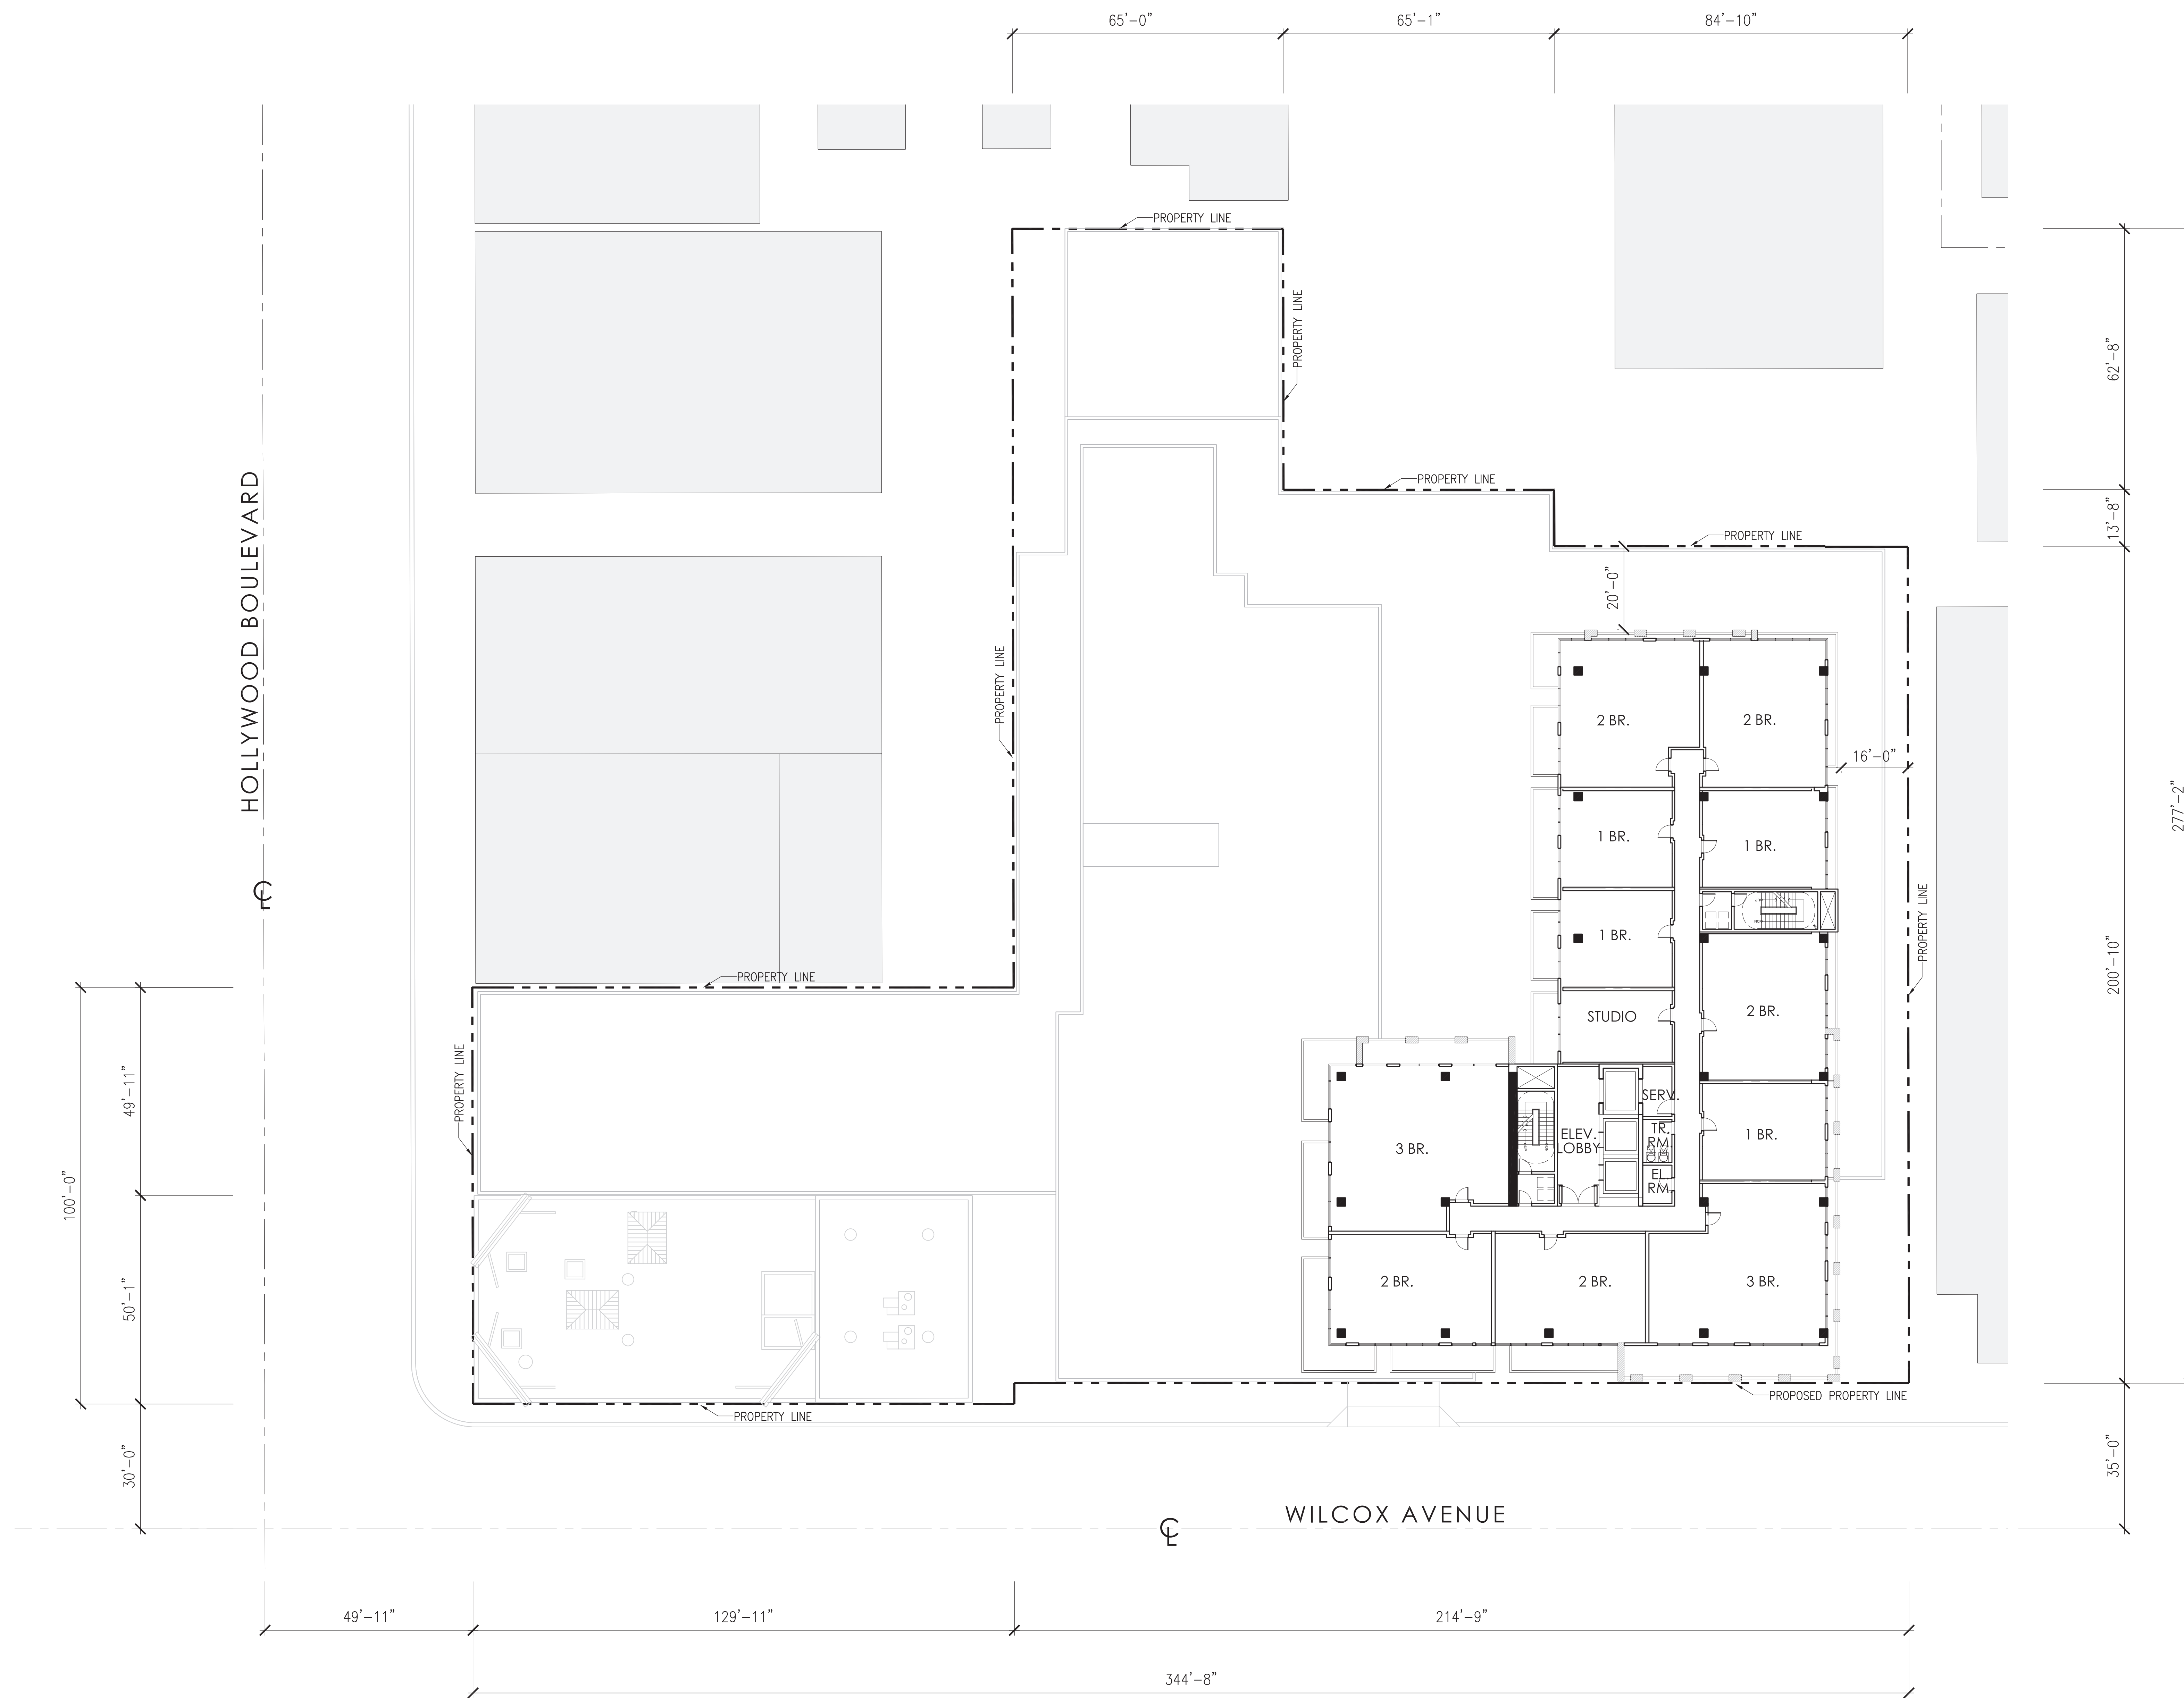 65'-0"
65'-1"
84'-10"
PROPERTY LINE
PROPERTY LINE
62'-8"
HOLLYWOOD BOULEVARD
PROPERTY LINE
13'-8"
PROPERTY LINE
20'-0"
PROPERTY LINE
2 BR.
2 BR.
16'-0"
277'-2"
1 BR.
1 BR.
CL
PROPERTY LINE
1 BR.
200'-10"
PROPERTY LINE
2 BR.
STUDIO
49'-11"
PROPERTY LINE
SERV.
ELEV.
LOBBY
TR.
RM.
1 BR.
3 BR.
EL.
RM.
100'-0"
50'-1"
2 BR.
2 BR.
3 BR.
PROPOSED PROPERTY LINE
PROPERTY LINE
30'-0"
35'-0"
WILCOX AVENUE
CL
49'-11"
129'-11"
214'-9"
344'-8"